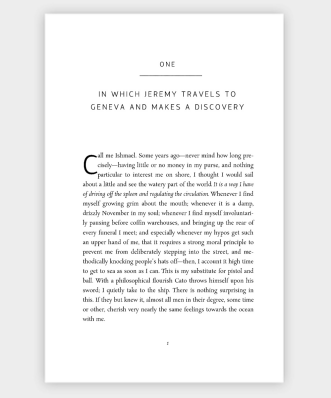 ONE
IN WHICH JEREMY TRAVELS TO
GENEVA AND MAKES A DISCOVERY
Call me Ishmael. Some years ago—never mind how long pre-
cisely—having little or no money in my purse, and nothing
particular to interest me on shore, I thought I would sail
about a little and see the watery part of the world. It is a way I have
of driving off the spleen and regulating the circulation. Whenever I find
myself growing grim about the mouth; whenever it is a damp,
drizzly November in my soul; whenever I find myself involuntari-
ly pausing before coffin warehouses, and bringing up the rear of
every funeral I meet; and especially whenever my hypos get such
an upper hand of me, that it requires a strong moral principle to
prevent me from deliberately stepping into the street, and me-
thodically knocking people's hats off—then, I account it high time
to get to sea as soon as I can. This is my substitute for pistol and
ball. With a philosophical flourish Cato throws himself upon his
sword; I quietly take to the ship. There is nothing surprising in
this. If they but knew it, almost all men in their degree, some time
or other, cherish very nearly the same feelings towards the ocean
with me.
1